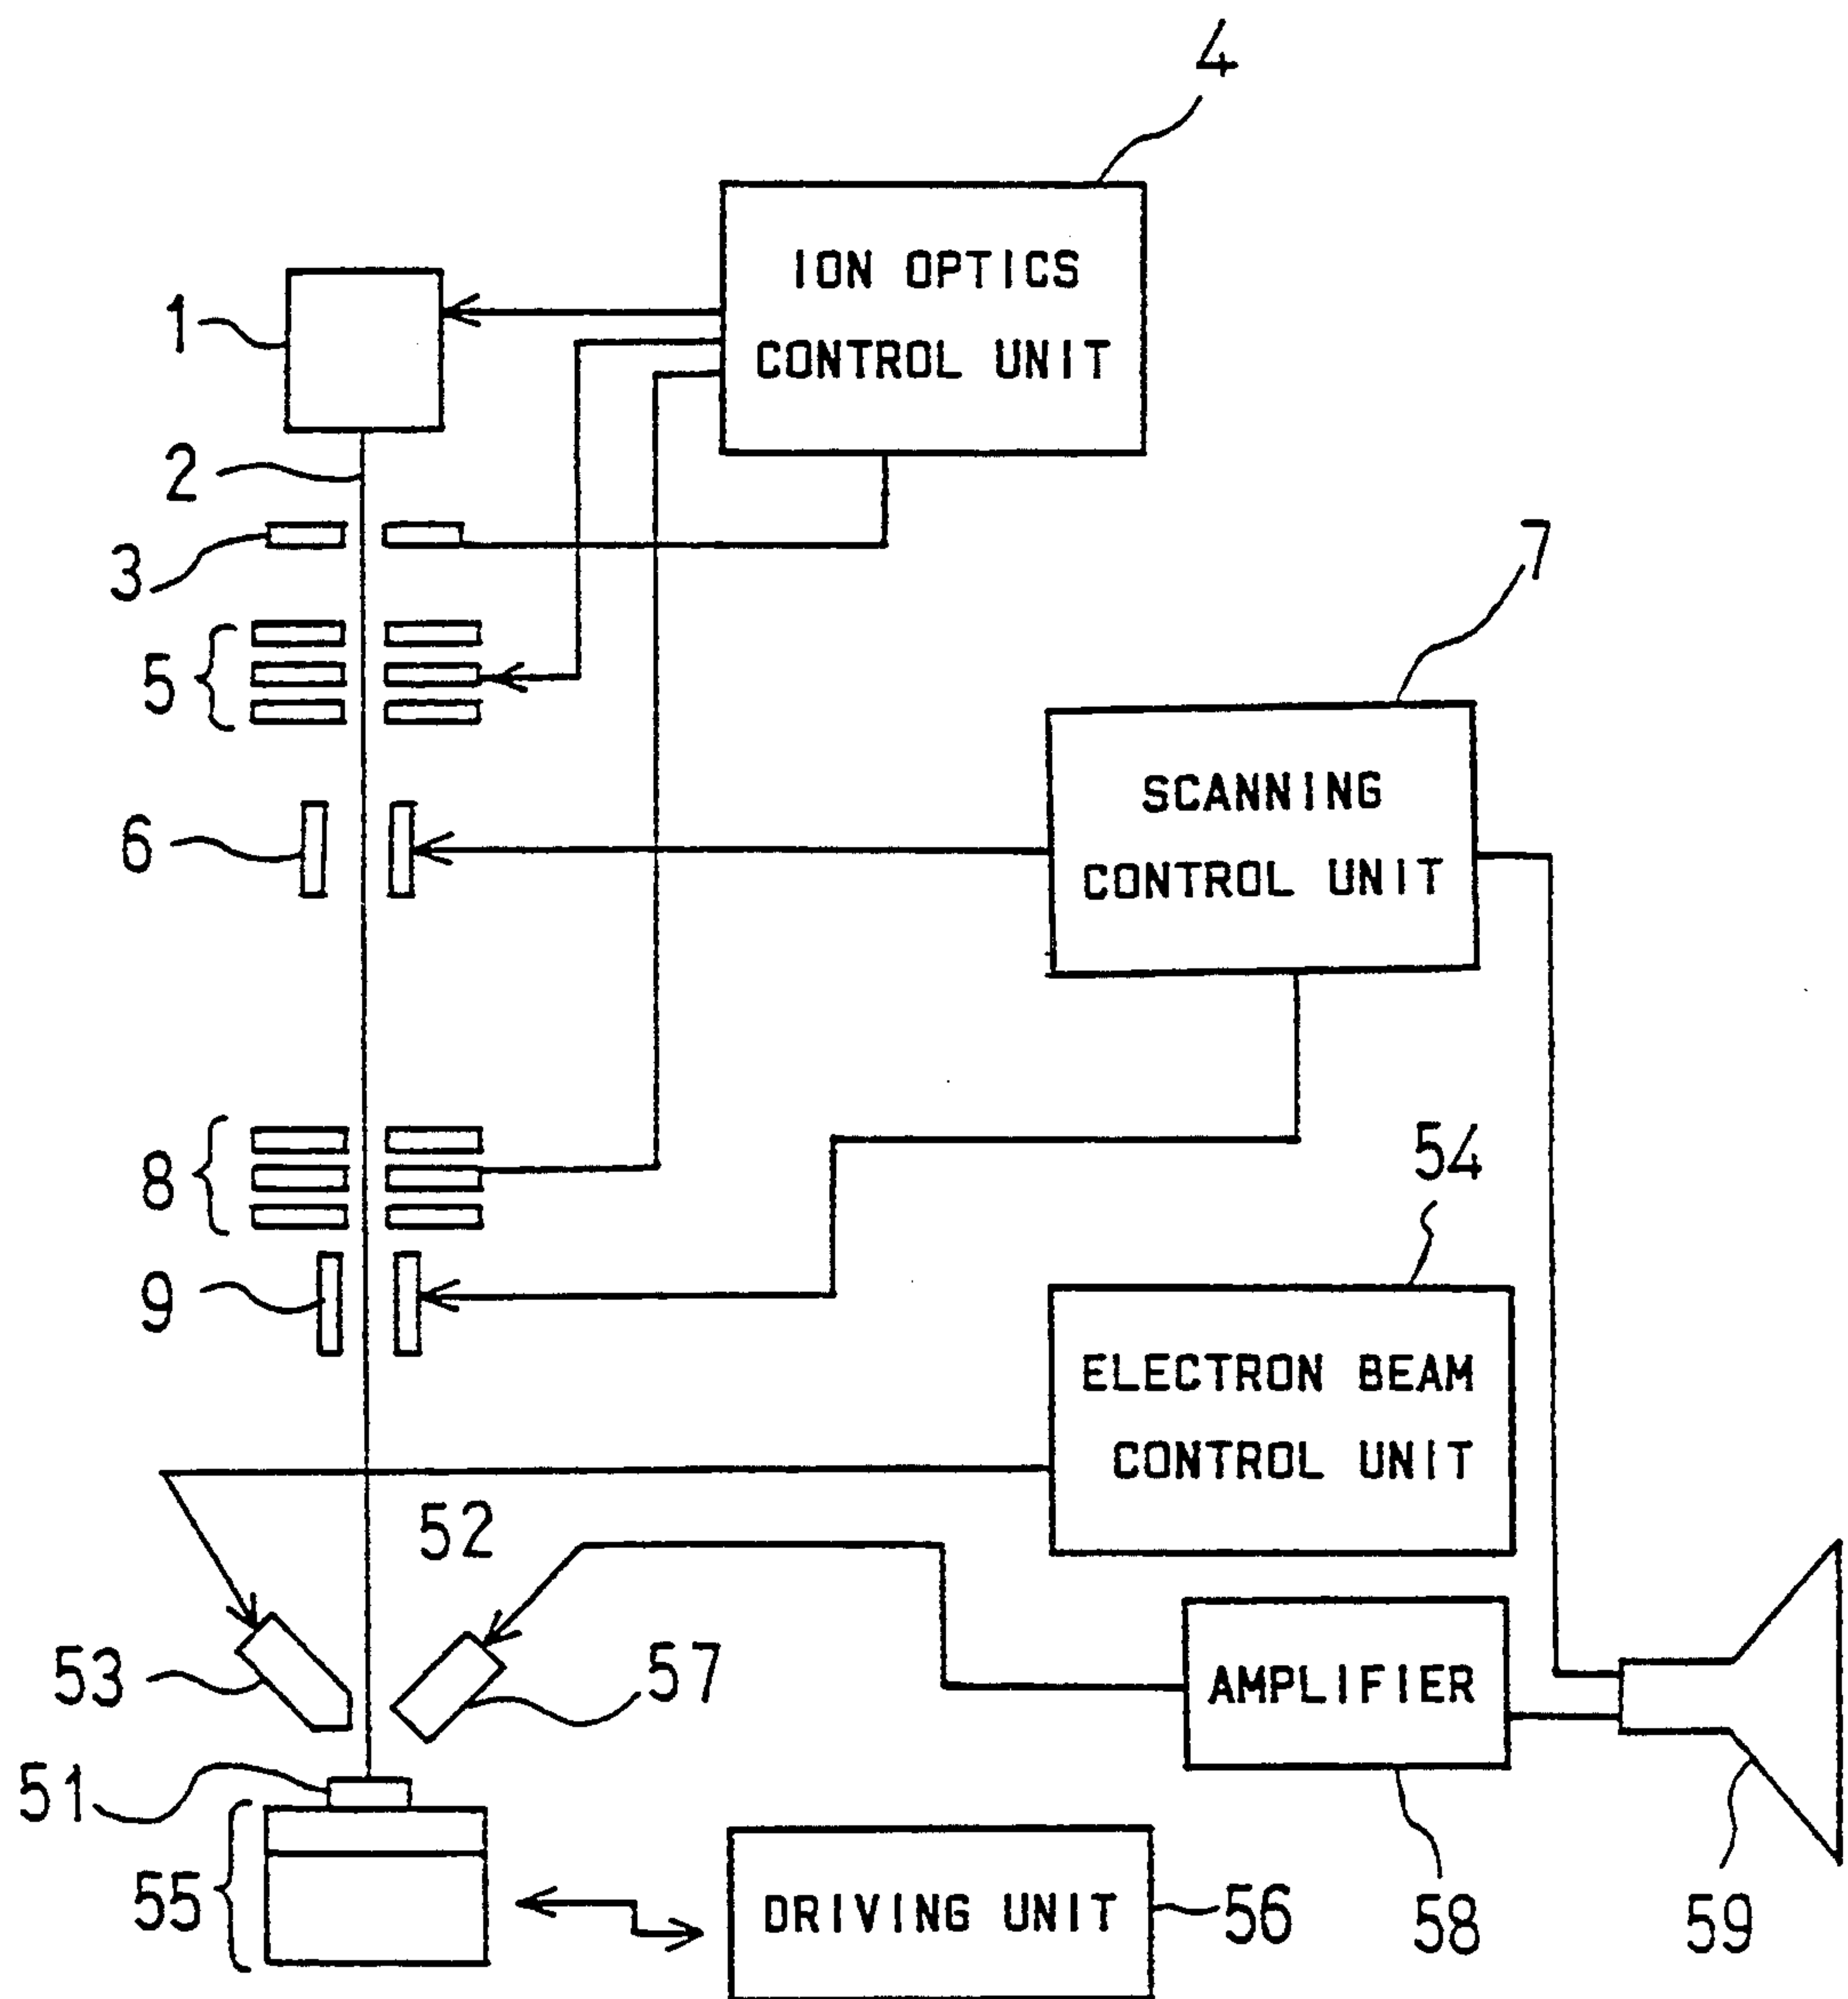 4
ION OPTICS
CONTROL UNIT
1
2
3
7
5
SCANNING
CONTROL UNIT
6
54
8
9
ELECTRON BEAM
CONTROL UNIT
52
53
57
AMPLIFIER
51
55
DRIVING UNIT
56
58
59